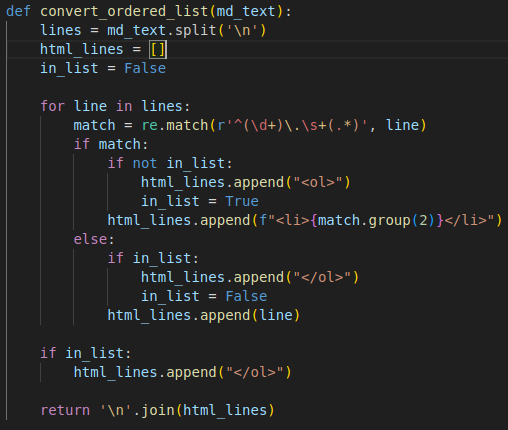 def convert_ordered_list(md_text):
    lines = md_text.split('\n')
    html_lines = []
    in_list = False

    for line in lines:
        match = re.match(r'^(\d+)\.\s+(.*)', line)
        if match:
            if not in_list:
                html_lines.append("<ol>")
                in_list = True
            html_lines.append(f"<li>{match.group(2)}</li>")
        else:
            if in_list:
                html_lines.append("</ol>")
                in_list = False
            html_lines.append(line)

    if in_list:
        html_lines.append("</ol>")

    return '\n'.join(html_lines)